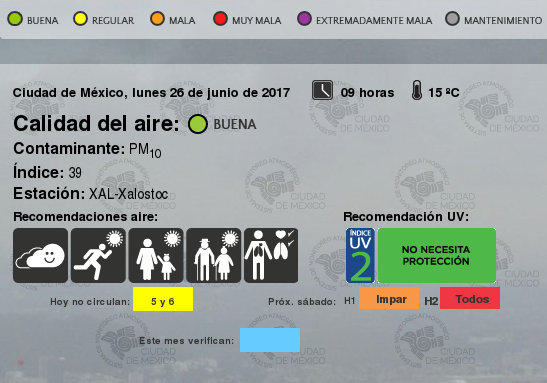 BUENA REGULAR MALA MUY MALA EXTREMADAMENTE MALA MANTENIMIENTO
Ciudad de México, lunes 26 de junio de 2017 09 horas 15 ºC
Calidad del aire: BUENA
Contaminante: PM10
Índice: 39
Estación: XAL-Xalostoc
Recomendaciones aire: Recomendación UV:
ÍNDICE
UV
2
NO NECESITA
PROTECCIÓN
Hoy no circulan: 5 y 6 Próx. sábado: H1 Impar H2 Todos
Este mes verifican:
CIUDAD
DE MÉXICO